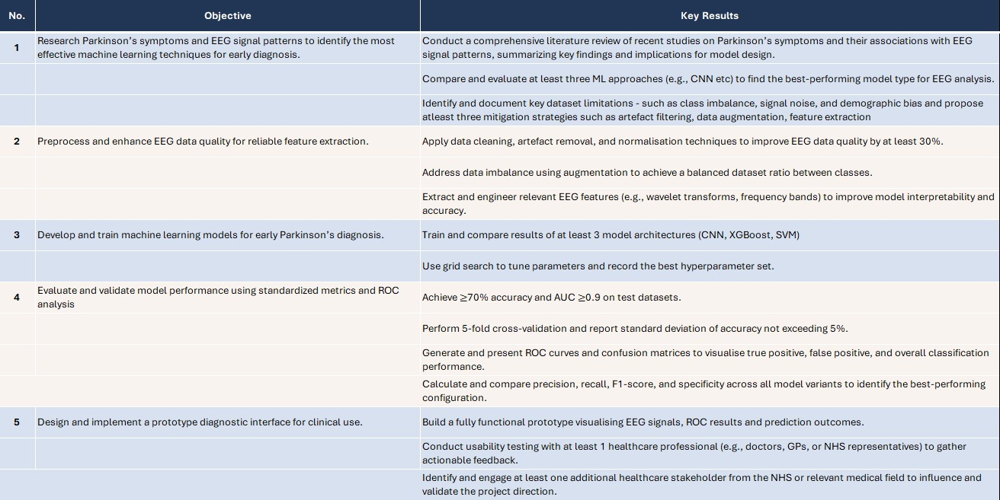 No. Objective Key Results
1 Research Parkinson’s symptoms and EEG signal patterns to identify the most
effective machine learning techniques for early diagnosis.
Conduct a comprehensive literature review of recent studies on Parkinson’s symptoms and their associations with EEG
signal patterns, summarizing key findings and implications for model design.
Compare and evaluate at least three ML approaches (e.g., CNN etc) to find the best-performing model type for EEG analysis.
Identify and document key dataset limitations - such as class imbalance, signal noise, and demographic bias and propose
atleast three mitigation strategies such as artefact filtering, data augmentation, feature extraction
2 Preprocess and enhance EEG data quality for reliable feature extraction.
Apply data cleaning, artefact removal, and normalisation techniques to improve EEG data quality by at least 30%.
Address data imbalance using augmentation to achieve a balanced dataset ratio between classes.
Extract and engineer relevant EEG features (e.g., wavelet transforms, frequency bands) to improve model interpretability and
accuracy.
3 Develop and train machine learning models for early Parkinson’s diagnosis.
Train and compare results of at least 3 model architectures (CNN, XGBoost, SVM)
Use grid search to tune parameters and record the best hyperparameter set.
4 Evaluate and validate model performance using standardized metrics and ROC
analysis
Achieve ≥70% accuracy and AUC ≥0.9 on test datasets.
Perform 5-fold cross-validation and report standard deviation of accuracy not exceeding 5%.
Generate and present ROC curves and confusion matrices to visualise true positive, false positive, and overall classification
performance.
Calculate and compare precision, recall, F1-score, and specificity across all model variants to identify the best-performing
configuration.
5 Design and implement a prototype diagnostic interface for clinical use.
Build a fully functional prototype visualising EEG signals, ROC results and prediction outcomes.
Conduct usability testing with at least 1 healthcare professional (e.g., doctors, GPs, or NHS representatives) to gather
actionable feedback.
Identify and engage at least one additional healthcare stakeholder from the NHS or relevant medical field to influence and
validate the project direction.